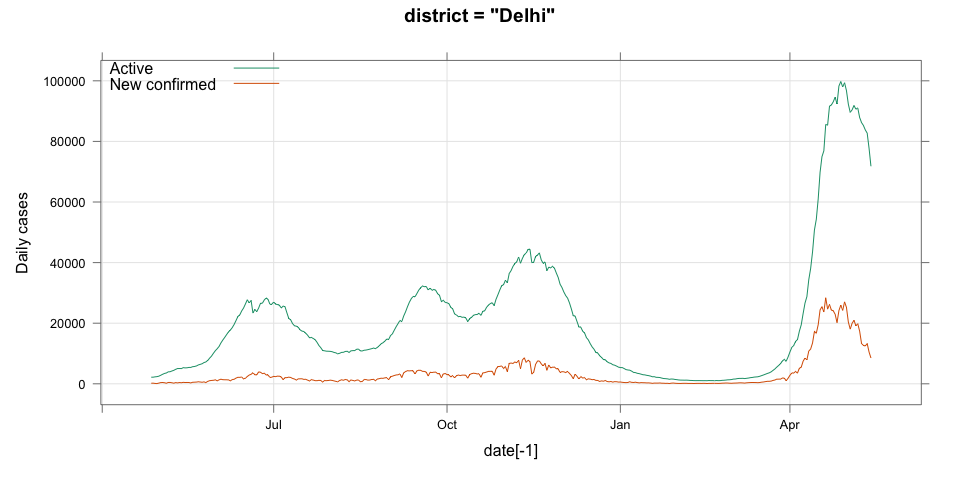 district = "Delhi"
Active
New confirmed
100000
80000
60000
40000
20000
0
Daily cases
Jul
Oct
Jan
Apr
date[-1]